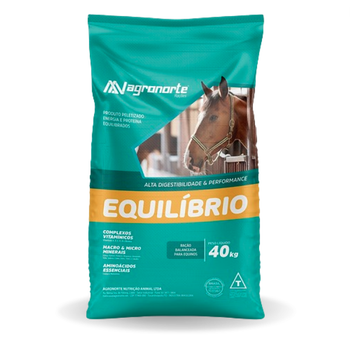 agronorte
PRODUTO PELETIZADO
ENERGIA E PROTEÍNA
EQUILIBRADOS
ALTA DIGESTIBILIDADE & PERFORMANCE
EQUILÍBRIO
COMPLEXOS
VITAMÍNICOS
MACRO & MICRO
MINERAIS
AMINOÁCIDOS
ESSENCIAIS
RAÇÃO
BALANCEADA
PARA EQUINOS
40kg
AGRONORTE NUTRIÇÃO ANIMAL LTDA
T